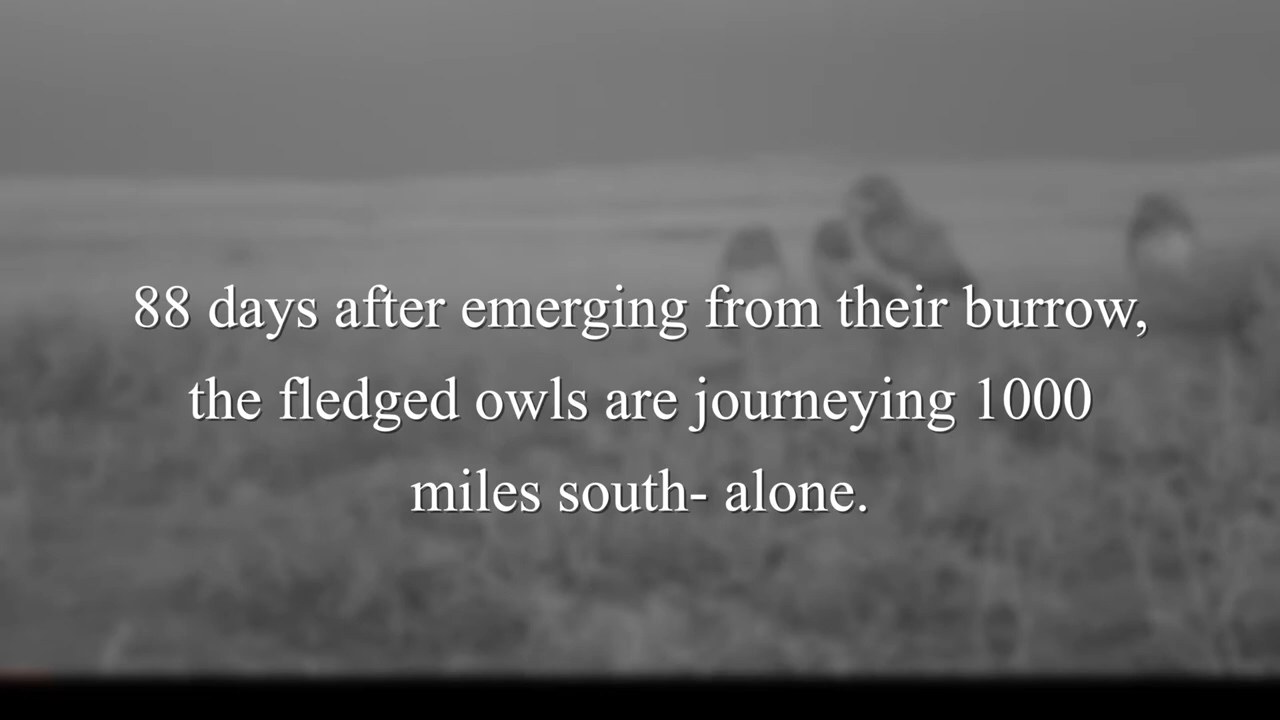 88 days after emerging from their burrow,
the fledged owls are journeying 1000
miles south- alone.